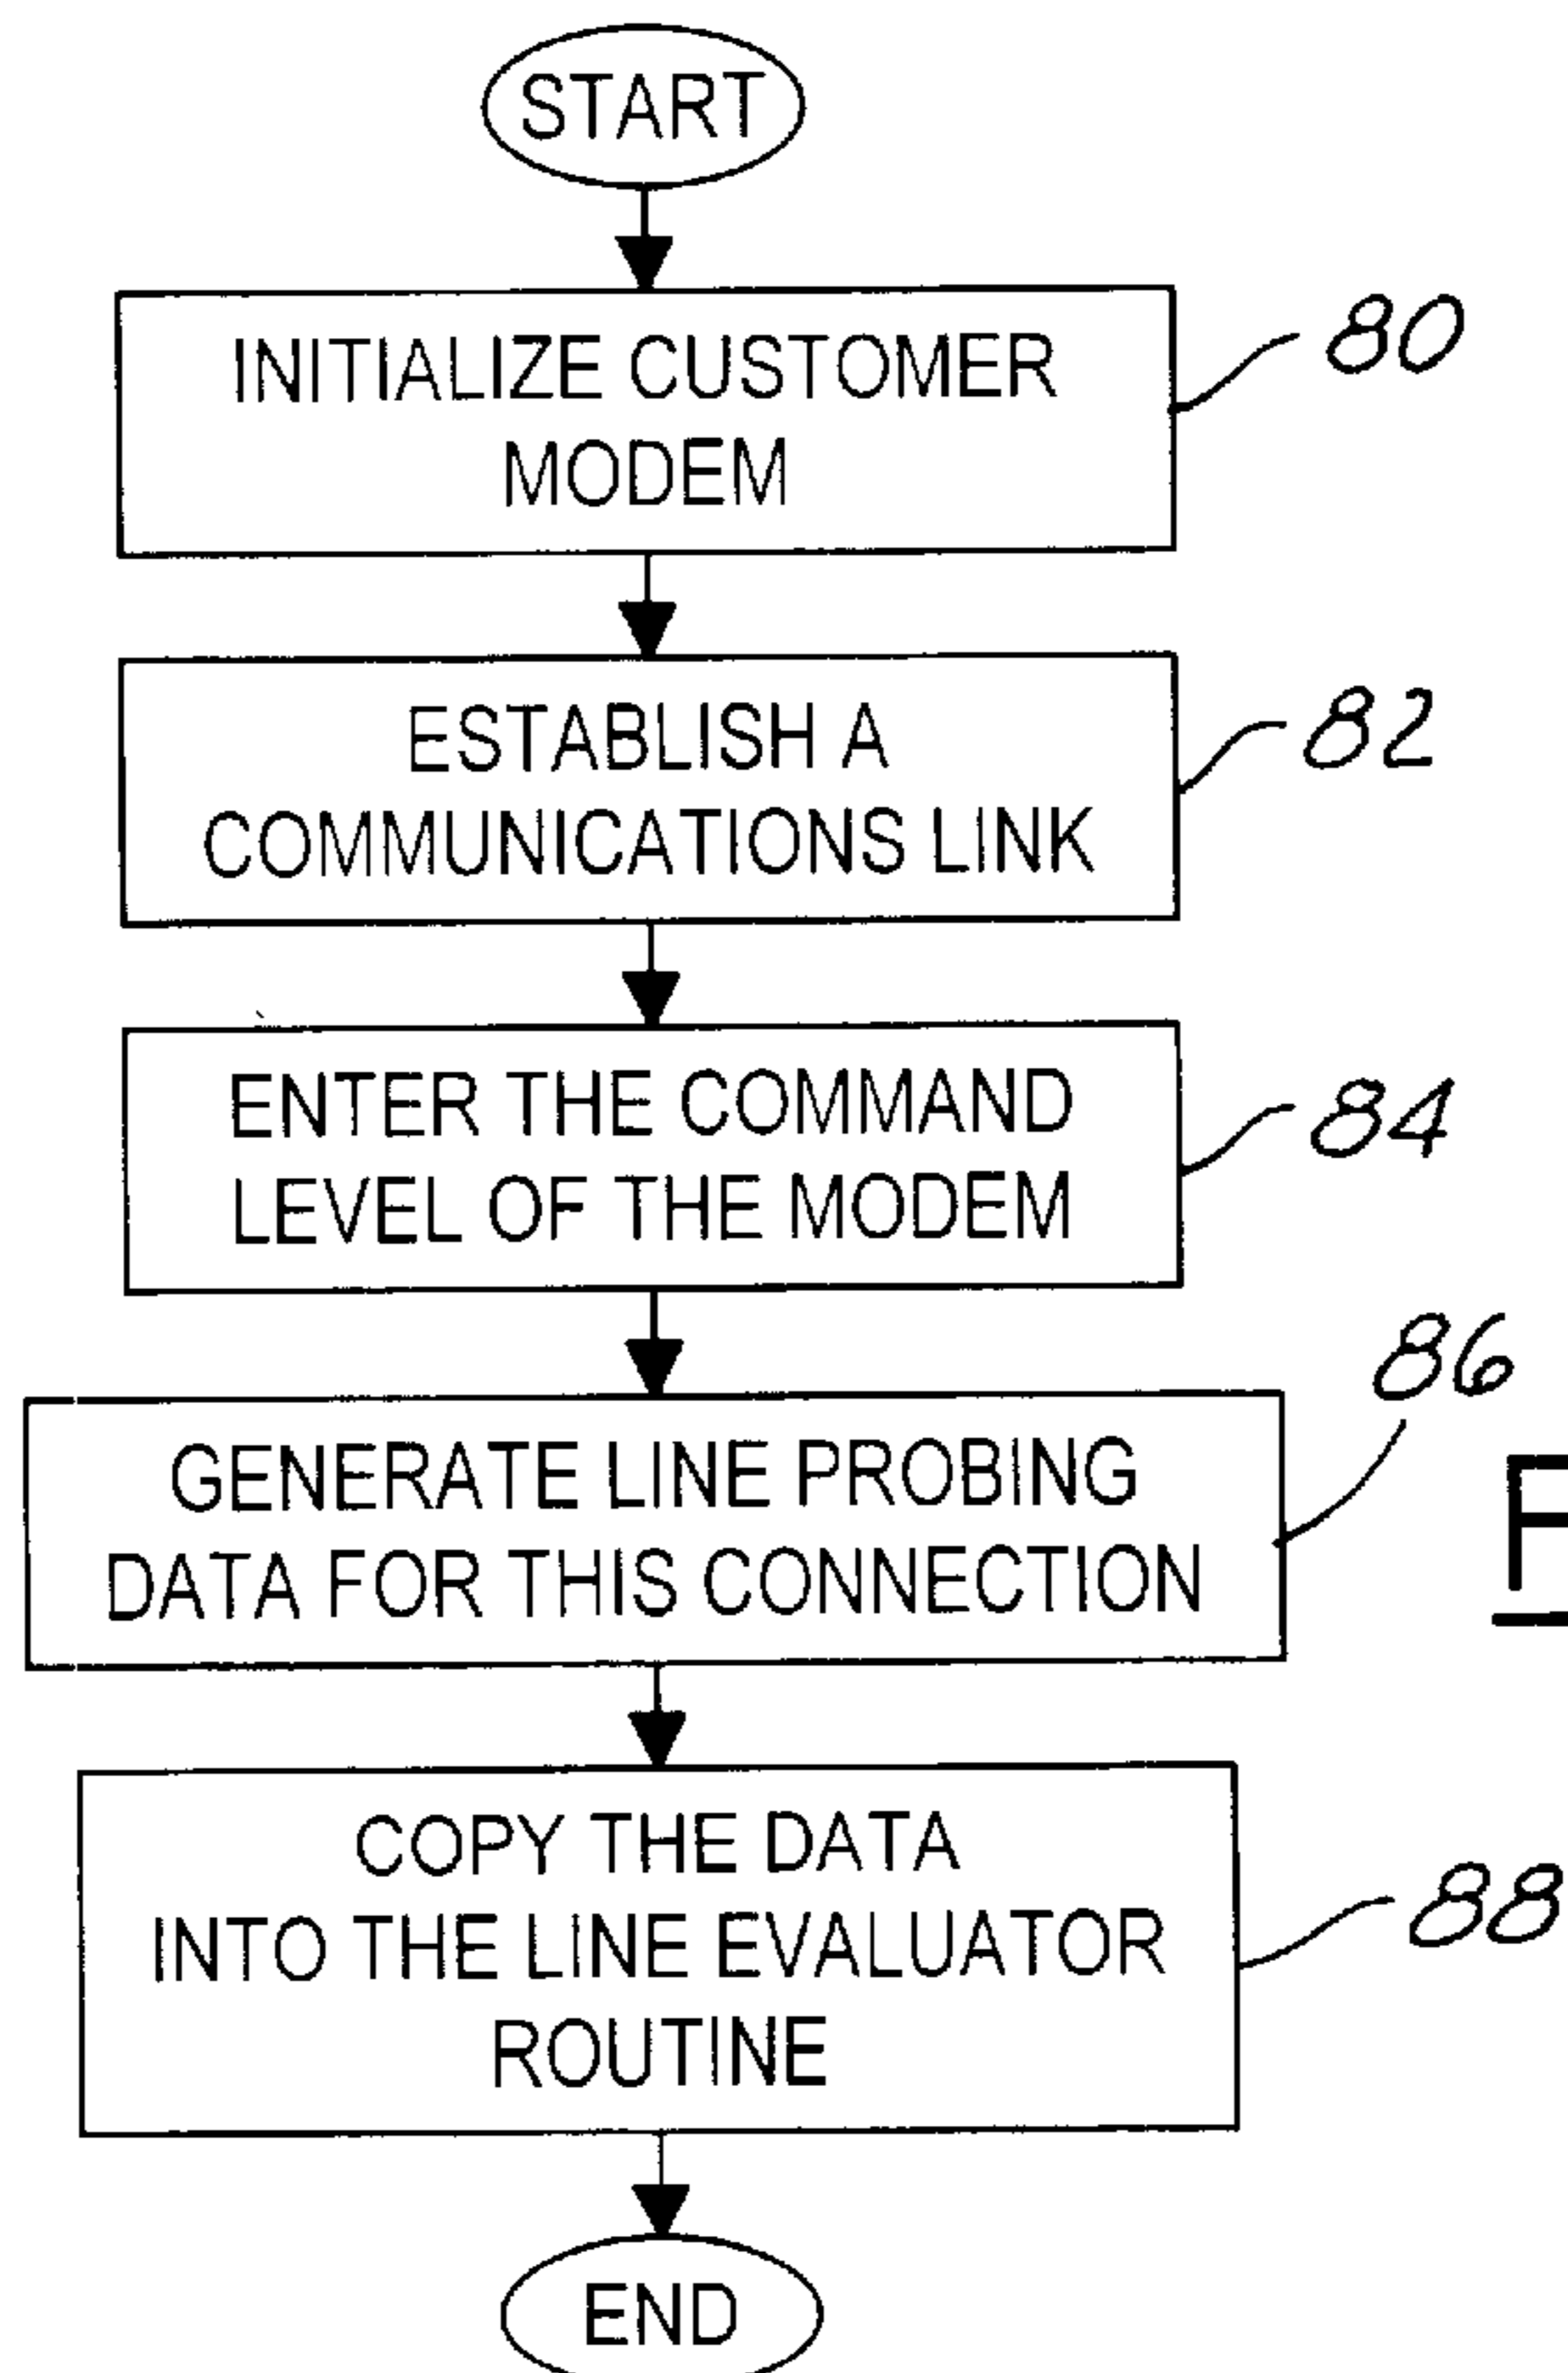 START
INITIALIZE CUSTOMER
MODEM
80
ESTABLISH A
COMMUNICATIONS LINK
82
ENTER THE COMMAND
LEVEL OF THE MODEM
84
GENERATE LINE PROBING
DATA FOR THIS CONNECTION
86
COPY THE DATA
INTO THE LINE EVALUATOR
ROUTINE
88
END